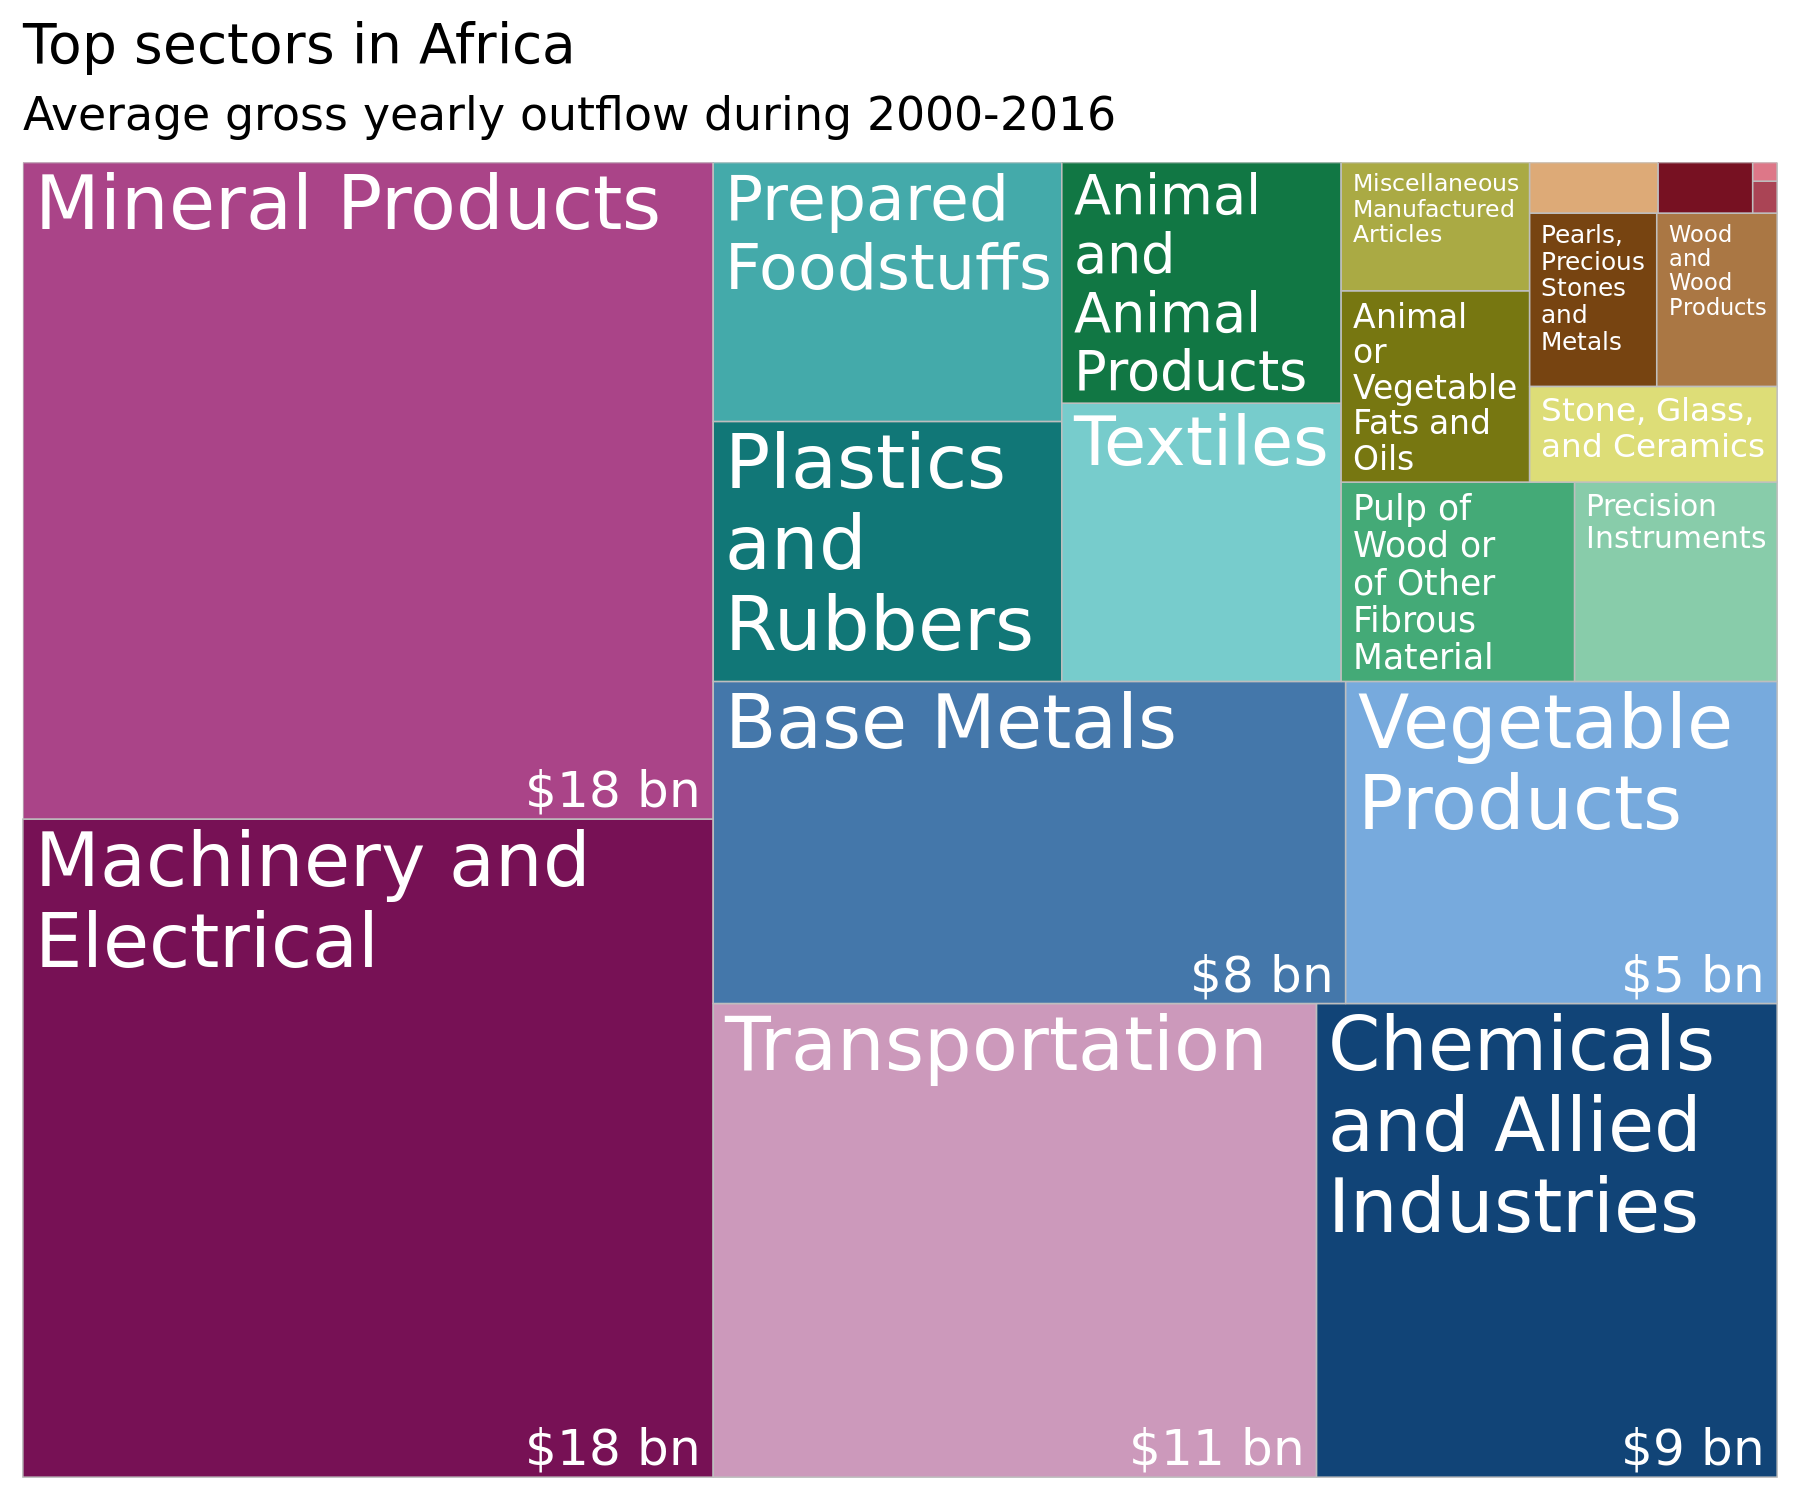 Top sectors in Africa
Average gross yearly outflow during 2000-2016
Mineral Products
$18 bn
Machinery and
Electrical
$18 bn
Prepared
Foodstuffs
Plastics
and
Rubbers
Animal
and
Animal
Products
Textiles
Miscellaneous
Manufactured
Articles
Animal
or
Vegetable
Fats and
Oils
Pearls,
Precious
Stones
and
Metals
Wood
and
Wood
Products
Stone, Glass,
and Ceramics
Pulp of
Wood or
of Other
Fibrous
Material
Precision
Instruments
Base Metals
$8 bn
Vegetable
Products
$5 bn
Transportation
$11 bn
Chemicals
and Allied
Industries
$9 bn